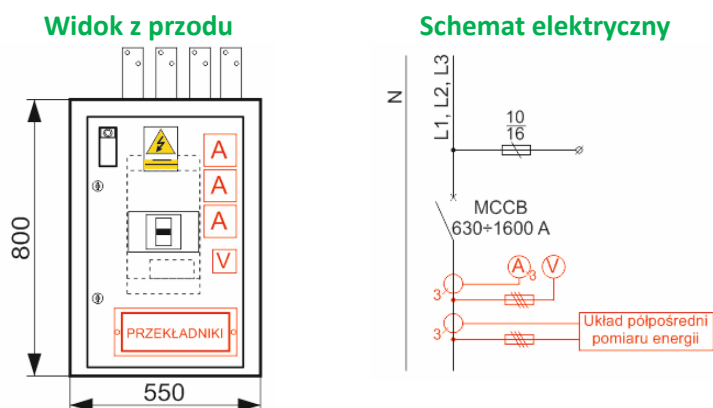 Widok z przodu
Schemat elektryczny
800
550
A
A
A
V
PRZEKŁADNIKI
N
L1, L2, L3
10
16
MCCB
630÷1600 A
A
3
V
3
3
Układ półpośredni
pomiaru energii